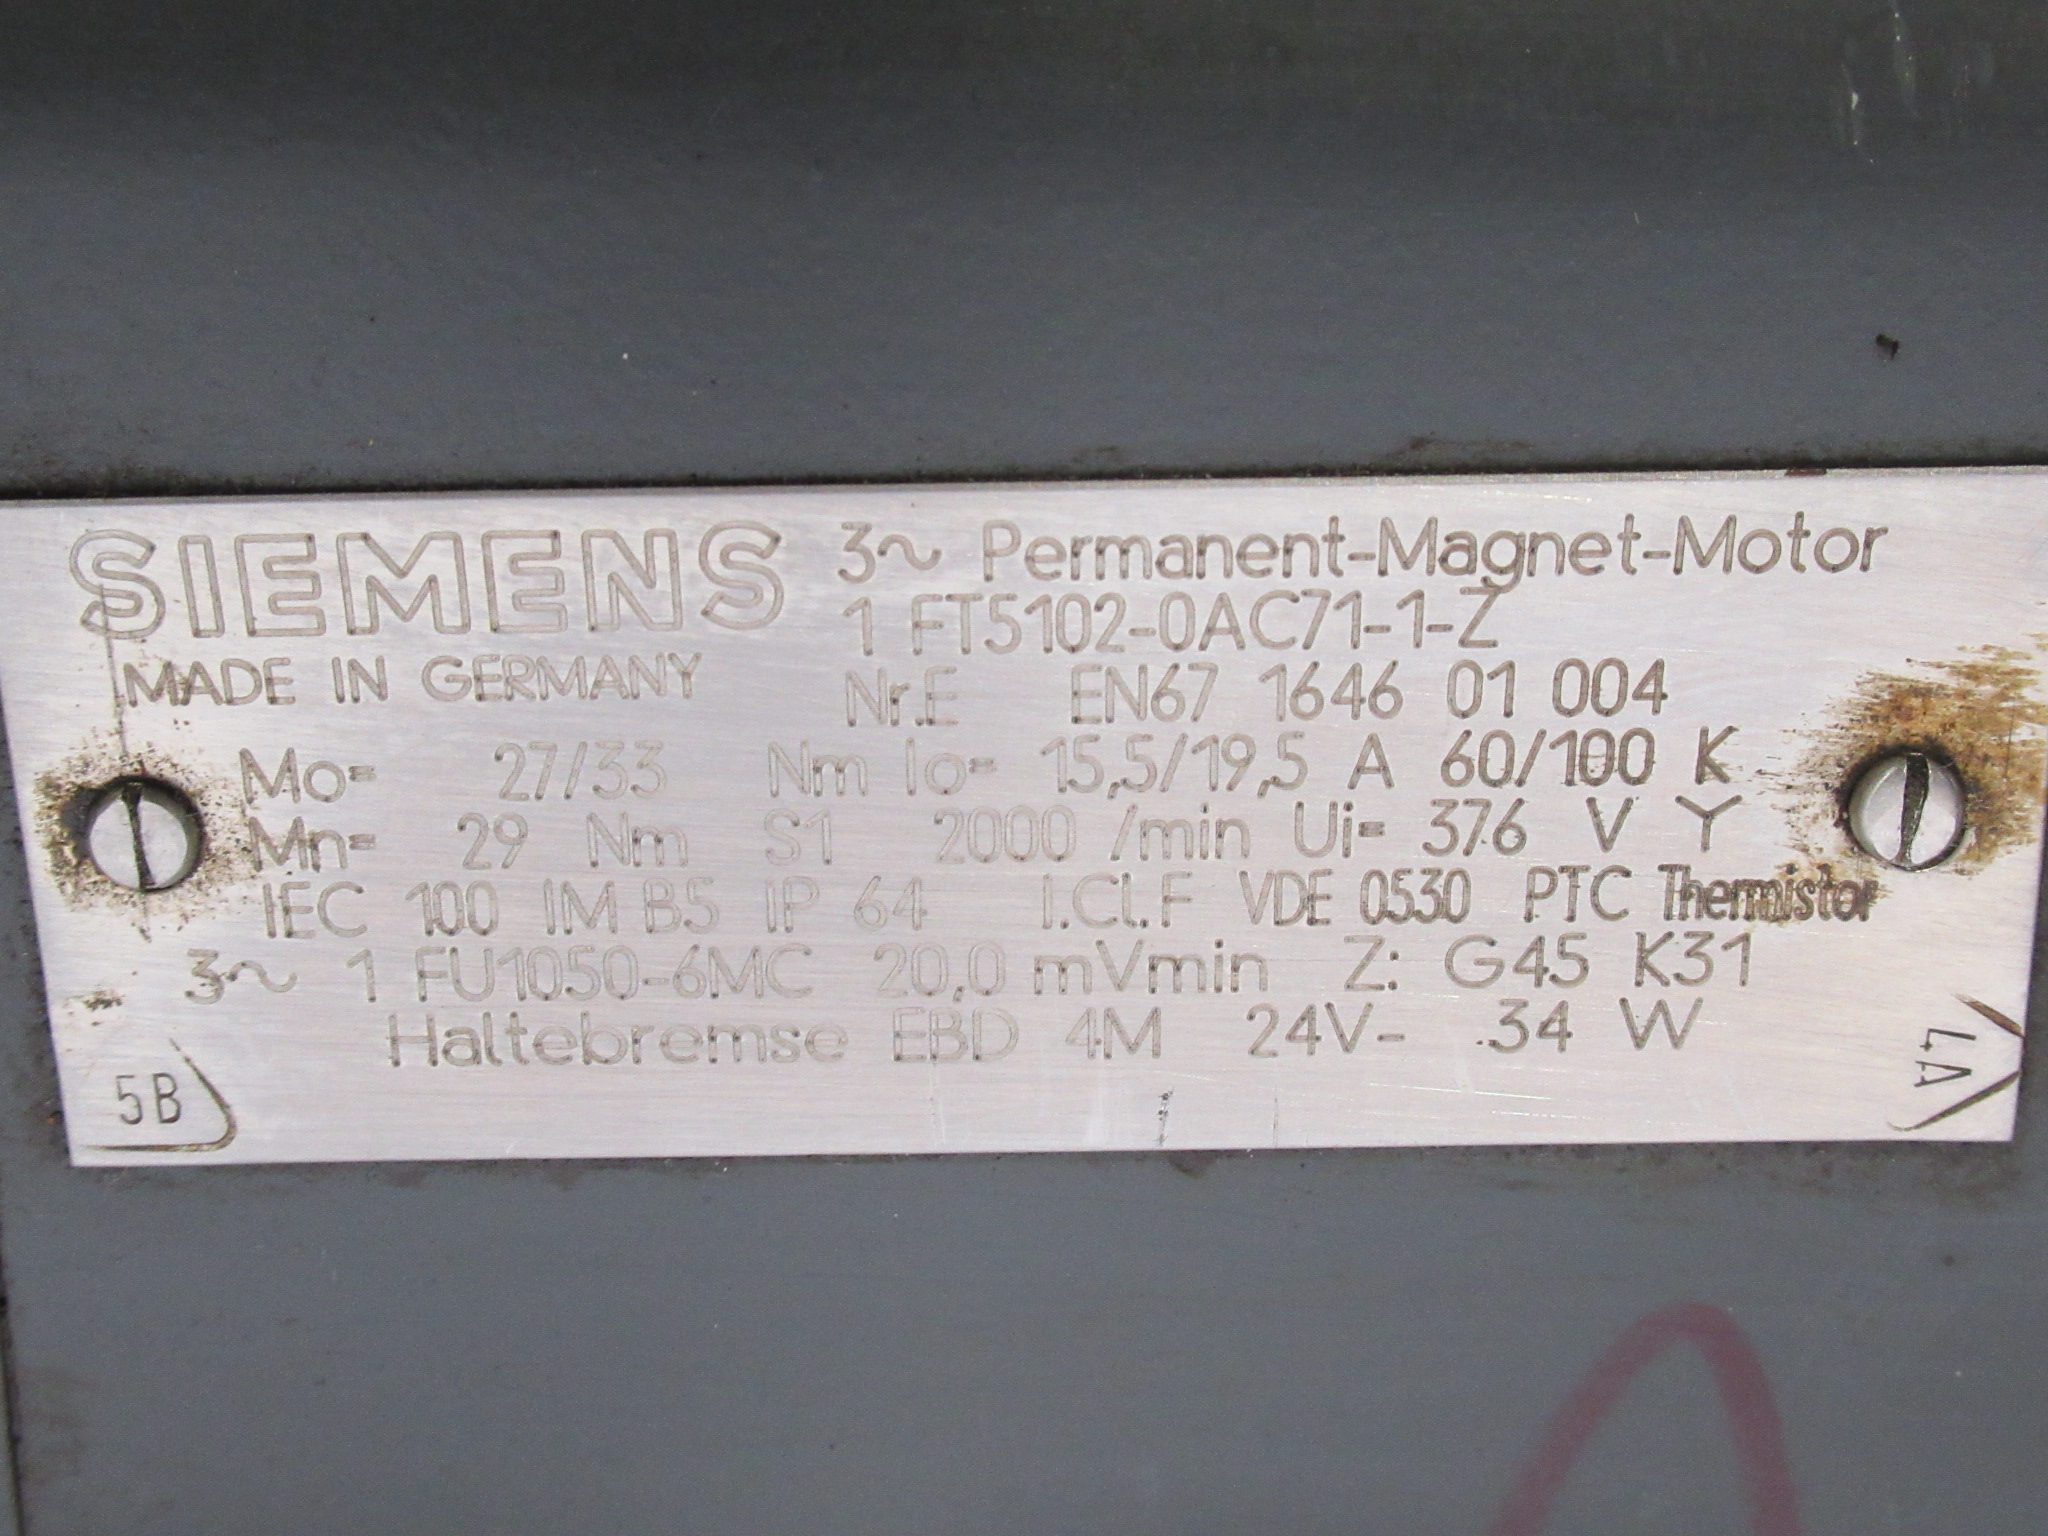 SIEMENS 3~ Permanent-Magnet-Motor
1 FT5102-0AC71-1-Z
MADE IN GERMANY
Nr.E EN67 1646 01 004
Mo= 27/33 Nm Io= 15,5/19,5 A 60/100 K
Mn= 29 Nm S1 2000 /min Ui= 376 V Y
IEC 100 IM B5 IP 64 I.Cl.F VDE 0530 PTC Thermistor
3~ 1 FU1050-6MC 20,0 mVmin Z: G45 K31
Haltebremse EBD 4M 24V- 34 W
5B
4A